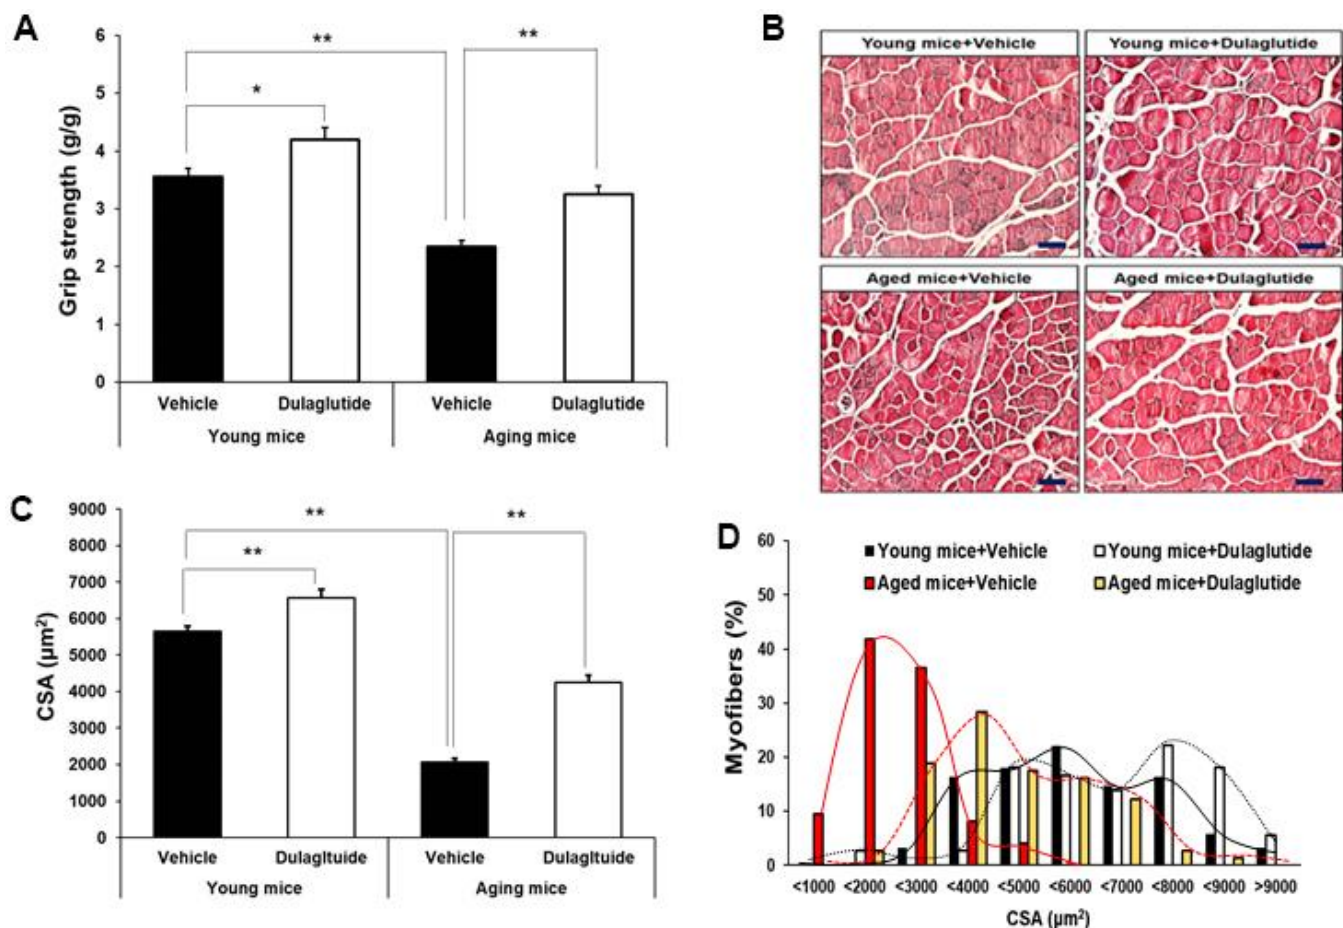 A
6
5
4
3
2
1
0
Grip strength (g/g)
**
**
*
Vehicle Dulaglutide Vehicle Dulaglutide
Young mice Aging mice
B
Young mice+Vehicle Young mice+Dulaglutide
Aged mice+Vehicle Aged mice+Dulaglutide
C
9000
8000
7000
6000
5000
4000
3000
2000
1000
0
CSA (µm²)
**
**
**
Vehicle Dulagltuide Vehicle Dulagltuide
Young mice Aging mice
D
60
50
40
30
20
10
0
Myofibers (%)
Young mice+Vehicle Young mice+Dulaglutide
Aged mice+Vehicle Aged mice+Dulaglutide
<1000 <2000 <3000 <4000 <5000 <6000 <7000 <8000 <9000 >9000
CSA (µm²)